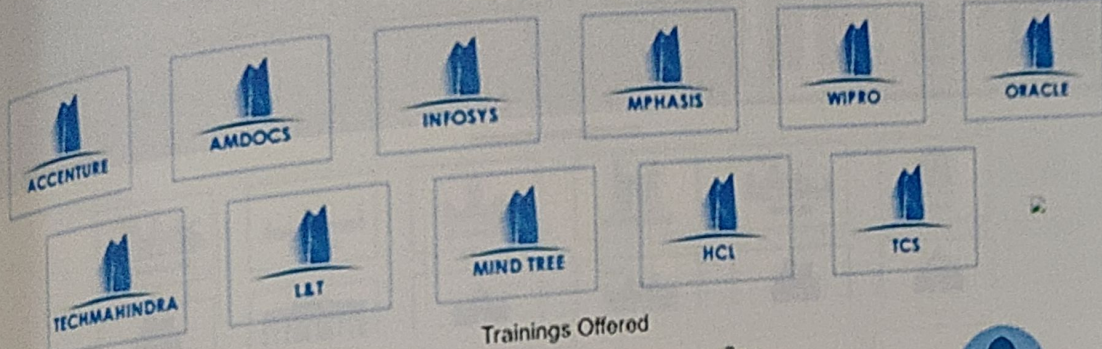 ACCENTURE
AMDOCS
INFOSYS
MPHASIS
WIPRO
ORACLE
TECHMAHINDRA
L&T
MIND TREE
HCL
TCS
Trainings Offered